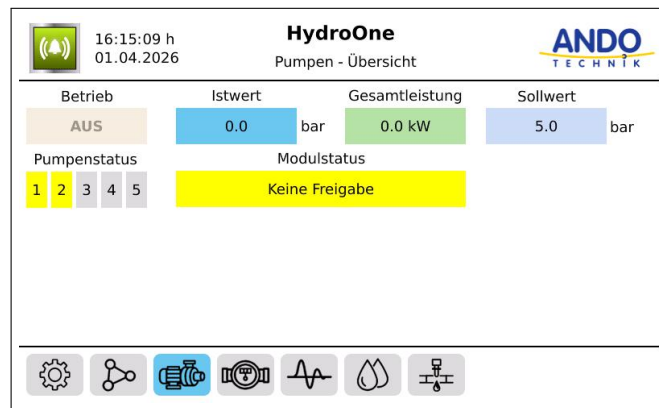 16:15:09 h
01.04.2026
HydroOne
Pumpen - Übersicht
ANDO
TECHNIK
Betrieb Istwert Gesamtleistung Sollwert
AUS 0.0 bar 0.0 kW 5.0 bar
Pumpenstatus Modulstatus
1 2 3 4 5 Keine Freigabe